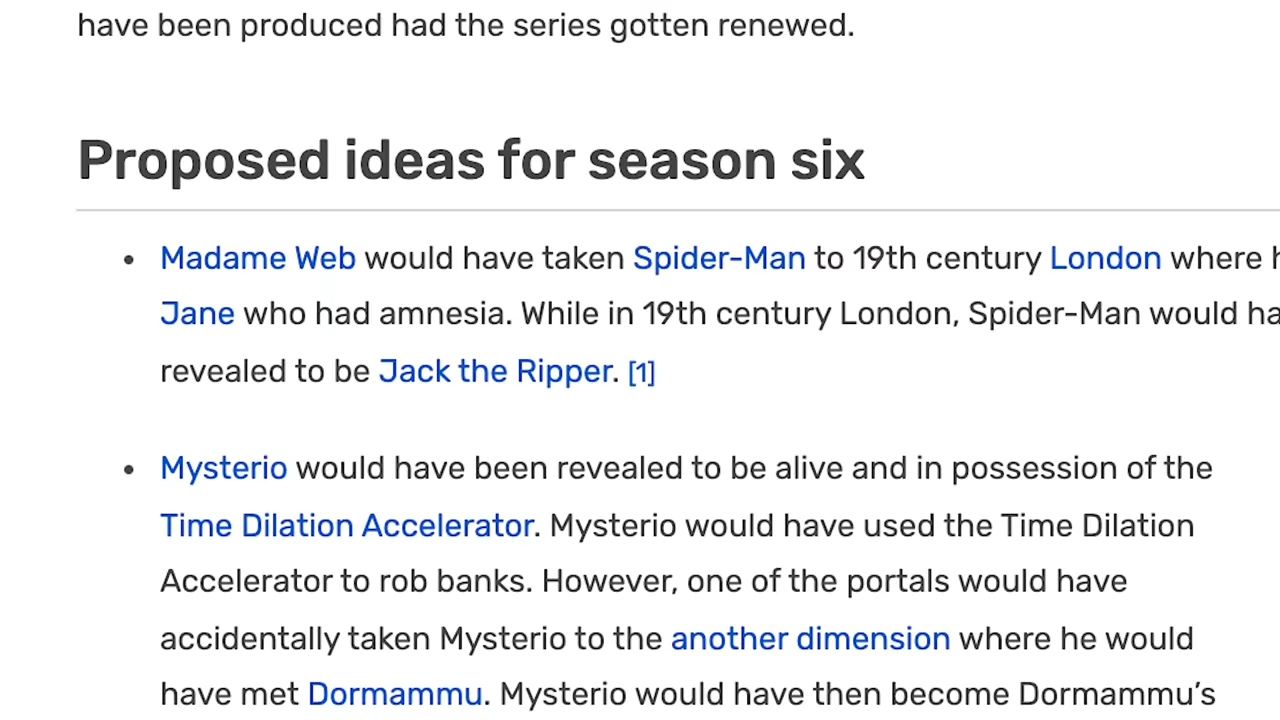 have been produced had the series gotten renewed.
Proposed ideas for season six
• Madame Web would have taken Spider-Man to 19th century London where
Jane who had amnesia. While in 19th century London, Spider-Man would
revealed to be Jack the Ripper. [1]
• Mysterio would have been revealed to be alive and in possession of the
Time Dilation Accelerator. Mysterio would have used the Time Dilation
Accelerator to rob banks. However, one of the portals would have
accidentally taken Mysterio to the another dimension where he would
have met Dormammu. Mysterio would have then become Dormammu’s